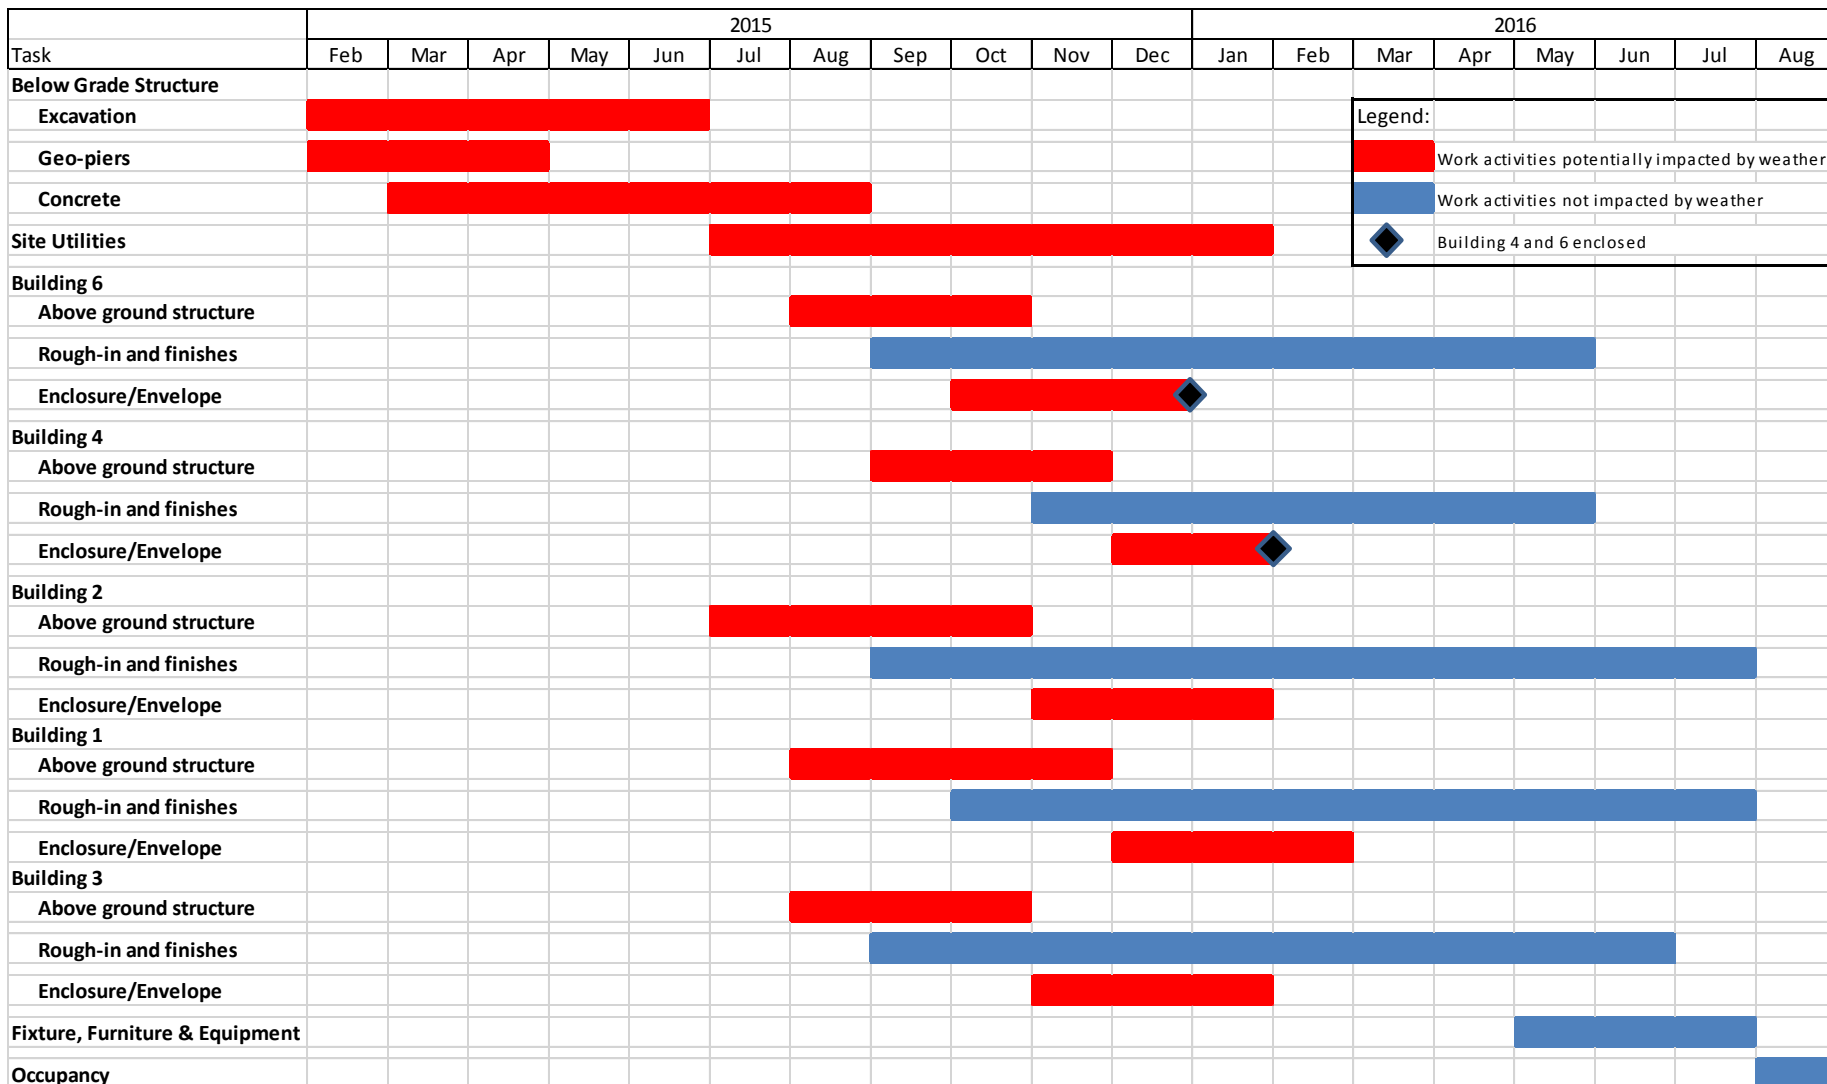 2015 2016
Task Feb Mar Apr May Jun Jul Aug Sep Oct Nov Dec Jan Feb Mar Apr May Jun Jul Aug
Below Grade Structure
Excavation
Legend:
Geo-piers
Work activities potentially impacted by weather
Concrete
Work activities not impacted by weather
Site Utilities
Building 4 and 6 enclosed
Building 6
Above ground structure
Rough-in and finishes
Enclosure/Envelope
Building 4
Above ground structure
Rough-in and finishes
Enclosure/Envelope
Building 2
Above ground structure
Rough-in and finishes
Enclosure/Envelope
Building 1
Above ground structure
Rough-in and finishes
Enclosure/Envelope
Building 3
Above ground structure
Rough-in and finishes
Enclosure/Envelope
Fixture, Furniture & Equipment
Occupancy